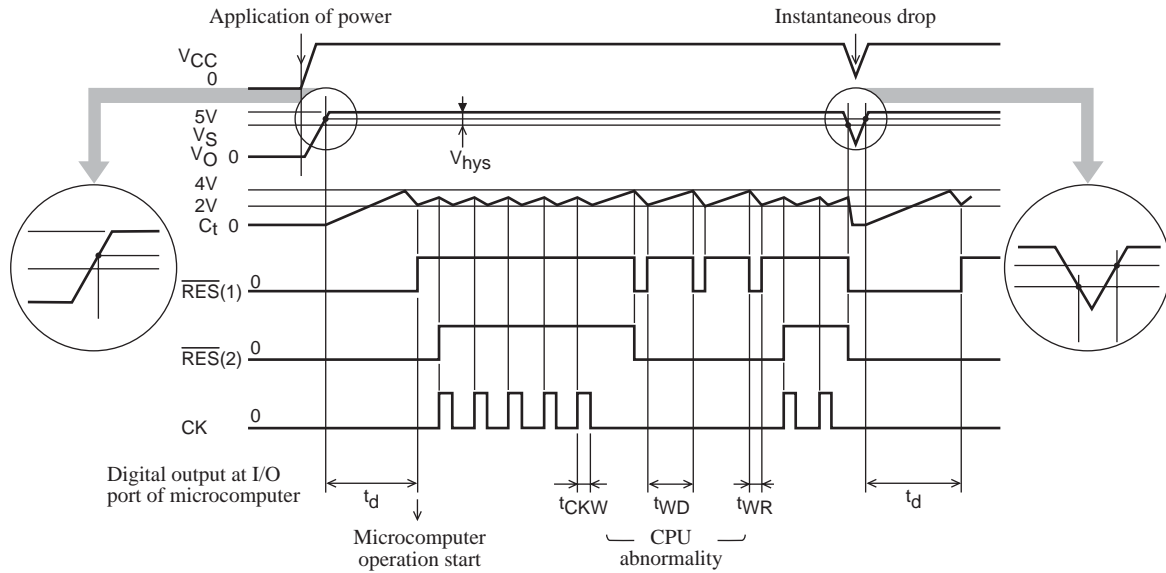 Application of power
Instantaneous drop
VCC
0
5V
VS
VO 0
Vhys
4V
2V
Ct 0
RES(1)
0
RES(2)
0
CK
0
Digital output at I/O
port of microcomputer
td
tCKW
tWD
tWR
td
Microcomputer
operation start
CPU
abnormality